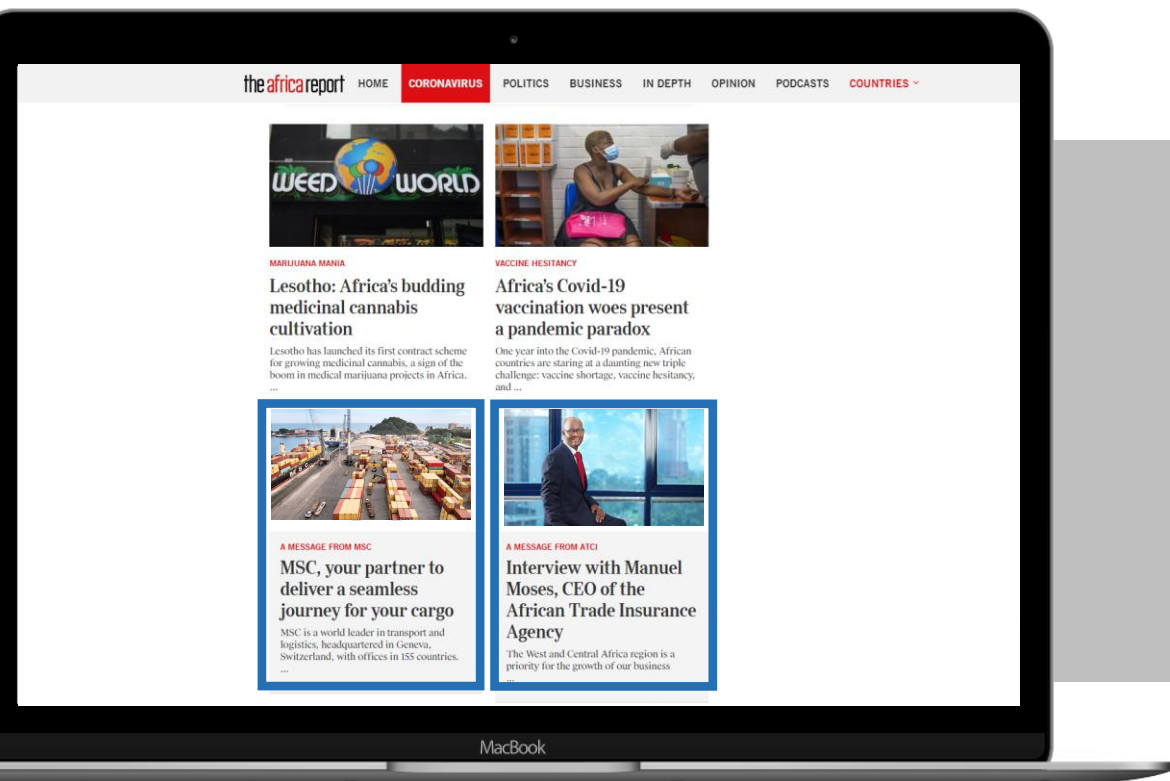 the africa report HOME CORONAVIRUS POLITICS BUSINESS IN DEPTH OPINION PODCASTS COUNTRIES
WEED WORLD
MARIJUANA MANIA
Lesotho: Africa's budding
medicinal cannabis
cultivation
Lesotho has launched its first contract scheme
for growing medicinal cannabis, a sign of the
boom in medical marijuana projects in Africa.
...
VACCINE HESITANCY
Africa's Covid-19
vaccination woes present
a pandemic paradox
One year into the Covid-19 pandemic, African
countries are staring at a daunting new triple
challenge: vaccine shortage, vaccine hesitancy,
and ...
A MESSAGE FROM MSC
MSC, your partner to
deliver a seamless
journey for your cargo
MSC is a world leader in transport and
logistics, headquartered in Geneva,
Switzerland, with offices in 155 countries.
...
A MESSAGE FROM ATCI
Interview with Manuel
Moses, CEO of the
African Trade Insurance
Agency
The West and Central Africa region is a
priority for the growth of our business
...
MacBook